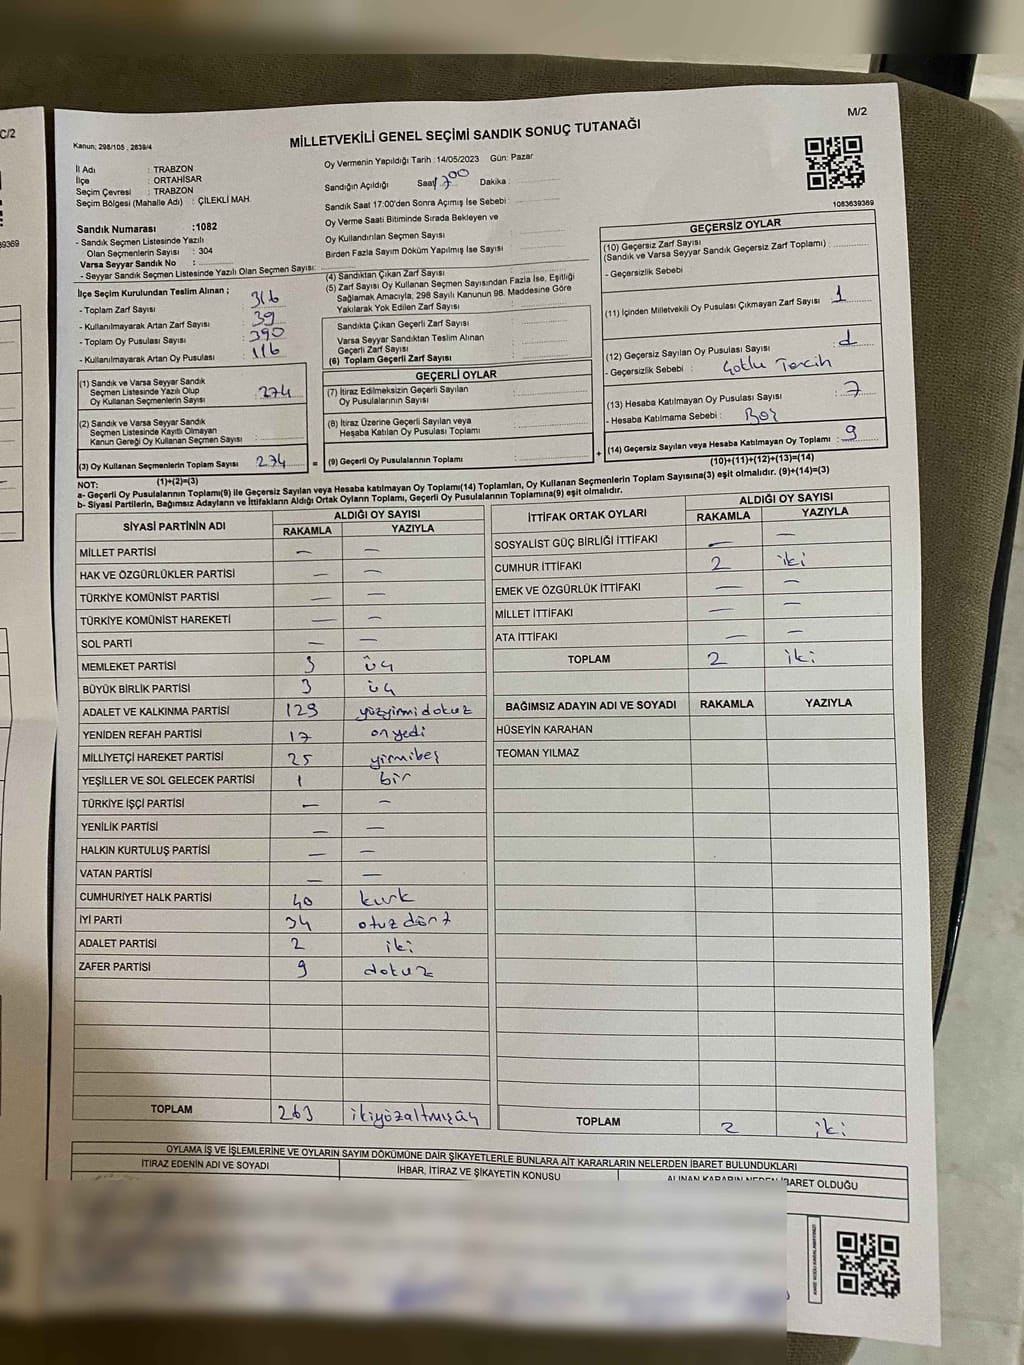 C/2
M/2
Kanun; 298/105 , 2839/4
MİLLETVEKİLİ GENEL SEÇİMİ SANDIK SONUÇ TUTANAĞI
İl Adı : TRABZON
İlçe : ORTAHİSAR
Seçim Çevresi : TRABZON
Seçim Bölgesi (Mahalle Adı) : ÇİLEKLİ MAH.
Sandık Numarası :1082
- Sandık Seçmen Listesinde Yazılı
Olan Seçmenlerin Sayısı : 304
Varsa Seyyar Sandık No :
- Seyyar Sandık Seçmen Listesinde Yazılı Olan Seçmen Sayısı:
Oy Vermenin Yapıldığı Tarih :14/05/2023 Gün: Pazar
Sandığın Açıldığı Saat 1700 Dakika :
Sandık Saat 17:00'den Sonra Açımış İse Sebebi :
Oy Verme Saati Bitiminde Sırada Bekleyen ve
Oy Kullandırılan Seçmen Sayısı :
Birden Fazla Sayım Döküm Yapılmış İse Sayısı :
1083639369
İlçe Seçim Kurulundan Teslim Alınan ;
- Toplam Zarf Sayısı : 316
- Kullanılmayarak Artan Zarf Sayısı : 39
- Toplam Oy Pusulası Sayısı : 390
- Kullanılmayarak Artan Oy Pusulası : 116
(1) Sandık ve Varsa Seyyar Sandık
Seçmen Listesinde Yazılı Olup
Oy Kullanan Seçmenlerin Sayısı : 274
(2) Sandık ve Varsa Seyyar Sandık
Seçmen Listesinde Kayıtlı Olmayan
Kanun Gereği Oy Kullanan Seçmen Sayısı :
(3) Oy Kullanan Seçmenlerin Toplam Sayısı : 274 =
(4) Sandıktan Çıkan Zarf Sayısı :
(5) Zarf Sayısı Oy Kullanan Seçmen Sayısından Fazla İse, Eşitliği
Sağlamak Amacıyla, 298 Sayılı Kanunun 98. Maddesine Göre
Yakılarak Yok Edilen Zarf Sayısı :
Sandıkta Çıkan Geçerli Zarf Sayısı :
Varsa Seyyar Sandıktan Teslim Alınan
Geçerli Zarf Sayısı :
(6) Toplam Geçerli Zarf Sayısı :
GEÇERLİ OYLAR
(7) İtiraz Edilmeksizin Geçerli Sayılan
Oy Pusulalarının Sayısı :
(8) İtiraz Üzerine Geçerli Sayılan veya
Hesaba Katılan Oy Pusulası Toplamı :
(9) Geçerli Oy Pusulalarının Toplamı : +
GEÇERSİZ OYLAR
(10) Geçersiz Zarf Sayısı
(Sandık ve Varsa Seyyar Sandık Geçersiz Zarf Toplamı) :
- Geçersizlik Sebebi :
(11) İçinden Milletvekili Oy Pusulası Çıkmayan Zarf Sayısı : 1
(12) Geçersiz Sayılan Oy Pusulası Sayısı :
- Geçersizlik Sebebi : Çoklu Tercih
(13) Hesaba Katılmayan Oy Pusulası Sayısı : 7
- Hesaba Katılmama Sebebi : Boş
(14) Geçersiz Sayılan veya Hesaba Katılmayan Oy Toplamı : 9
(10)+(11)+(12)+(13)=(14)
NOT: (1)+(2)=(3)
a- Geçerli Oy Pusulalarının Toplamı(9) ile Geçersiz Sayılan veya Hesaba Katılmayan Oy Toplamı(14) Toplamları, Oy Kullanan Seçmenlerin Toplam Sayısına(3) eşit olmalıdır. (9)+(14)=(3)
b- Siyasi Partilerin, Bağımsız Adayların ve İttifakların Aldığı Ortak Oyların Toplamı, Geçerli Oy Pusulalarının Toplamına(9) eşit olmalıdır.
SİYASİ PARTİNİN ADI ALDIĞI OY SAYISI
RAKAMLA YAZIYLA
MİLLET PARTİSİ — —
HAK VE ÖZGÜRLÜKLER PARTİSİ — —
TÜRKİYE KOMÜNİST PARTİSİ — —
TÜRKİYE KOMÜNİST HAREKETİ — —
SOL PARTİ — —
MEMLEKET PARTİSİ 3 üç
BÜYÜK BİRLİK PARTİSİ 3 üç
ADALET VE KALKINMA PARTİSİ 129 yüzyirmidokuz
YENİDEN REFAH PARTİSİ 17 onyedi
MİLLİYETÇİ HAREKET PARTİSİ 25 yirmibeş
YEŞİLLER VE SOL GELECEK PARTİSİ 1 bir
TÜRKİYE İŞÇİ PARTİSİ — —
YENİLİK PARTİSİ — —
HALKIN KURTULUŞ PARTİSİ — —
VATAN PARTİSİ — —
CUMHURİYET HALK PARTİSİ 40 kırk
İYİ PARTİ 34 otuzdört
ADALET PARTİSİ 2 iki
ZAFER PARTİSİ 9 dokuz
TOPLAM 263 ikiyüzaltmışüç
İTTİFAK ORTAK OYLARI ALDIĞI OY SAYISI
RAKAMLA YAZIYLA
SOSYALİST GÜÇ BİRLİĞİ İTTİFAKI — —
CUMHUR İTTİFAKI 2 iki
EMEK VE ÖZGÜRLÜK İTTİFAKI — —
MİLLET İTTİFAKI — —
ATA İTTİFAKI — —
TOPLAM 2 iki
BAĞIMSIZ ADAYIN ADI VE SOYADI RAKAMLA YAZIYLA
HÜSEYİN KARAHAN
TEOMAN YILMAZ
TOPLAM 2 iki
OYLAMA İŞ VE İŞLEMLERİNE VE OYLARIN SAYIM DÖKÜMÜNE DAİR ŞİKAYETLERLE BUNLARA AİT KARARLARIN NELERDEN İBARET BULUNDUKLARI
İTİRAZ EDENİN ADI VE SOYADI İHBAR, İTİRAZ VE ŞİKAYETİN KONUSU ALINAN KARARIN NEDEN İBARET OLDUĞU